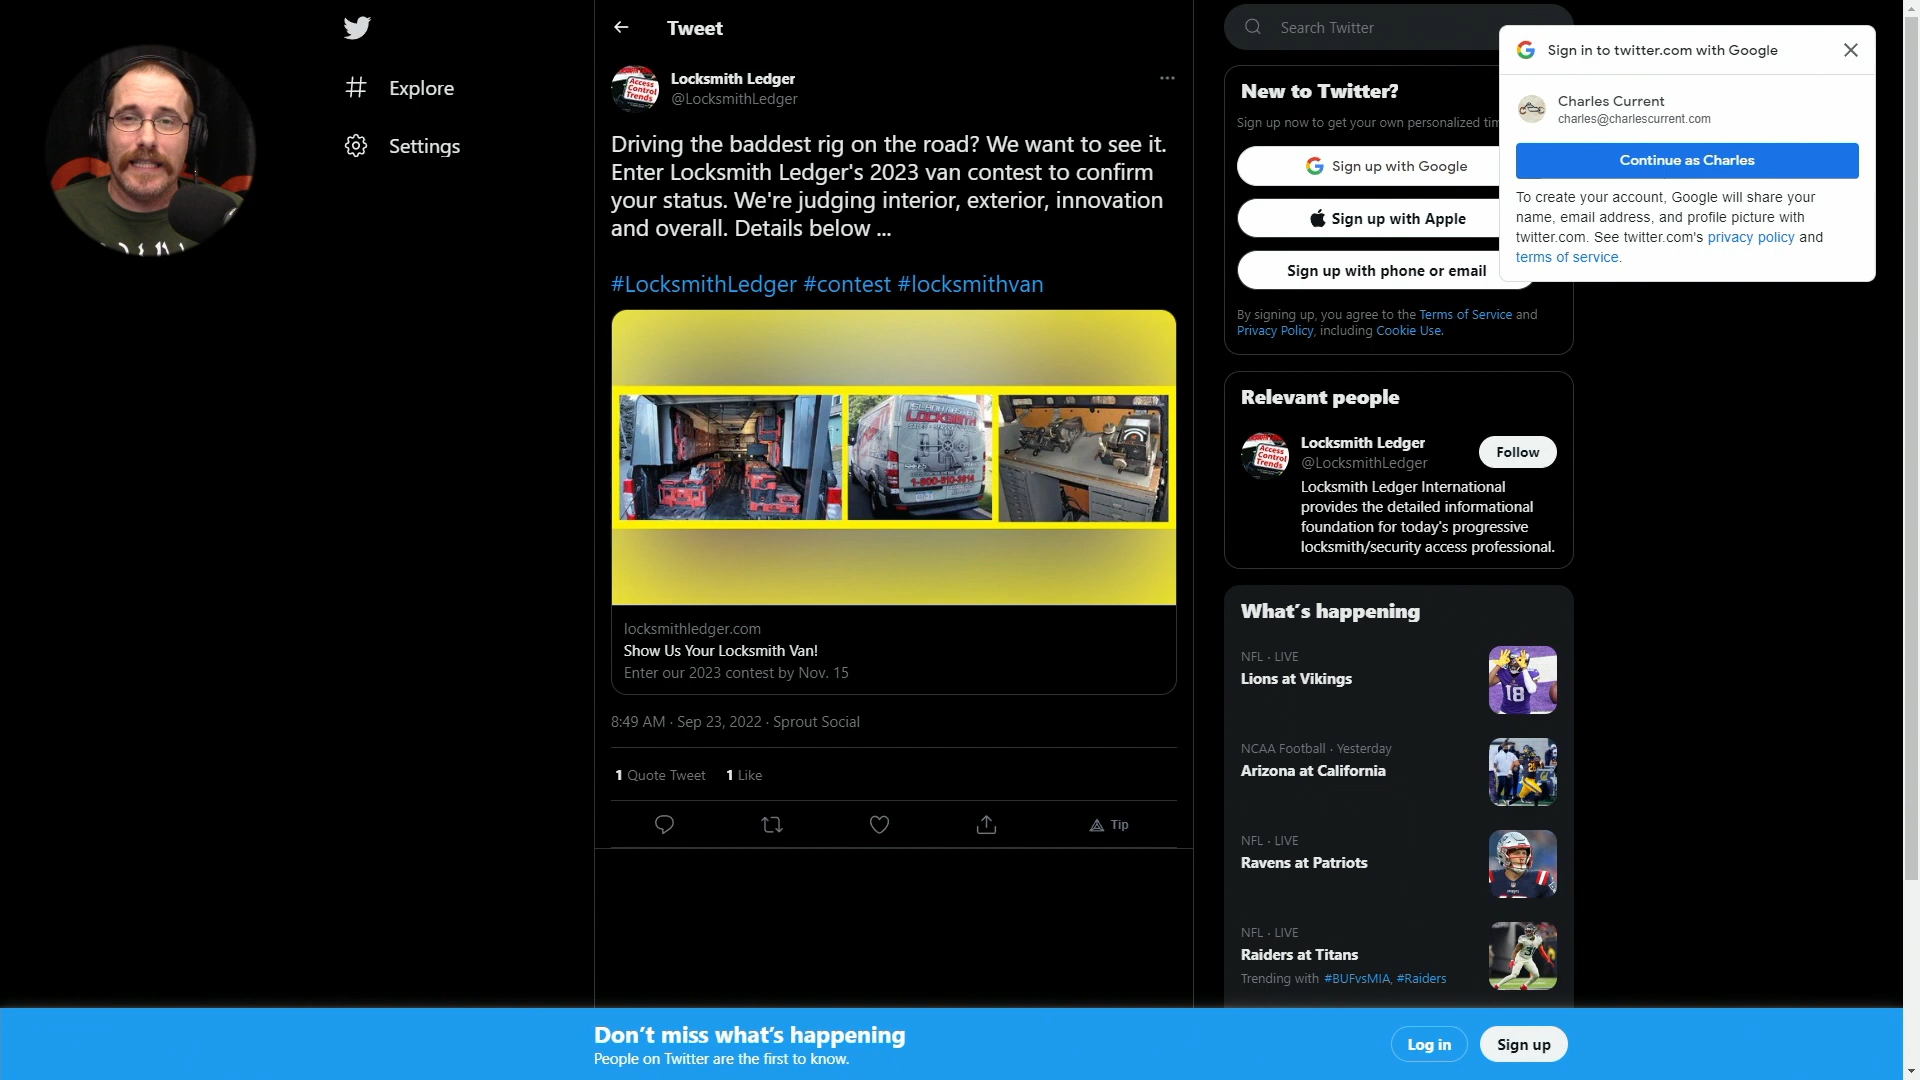 Tweet
Explore
Settings
Locksmith Ledger
@LocksmithLedger
Driving the baddest rig on the road? We want to see it.
Enter Locksmith Ledger's 2023 van contest to confirm
your status. We're judging interior, exterior, innovation
and overall. Details below ...
#LocksmithLedger #contest #locksmithvan
LOCKSMITH
locksmithledger.com
Show Us Your Locksmith Van!
Enter our 2023 contest by Nov. 15
8:49 AM · Sep 23, 2022 · Sprout Social
1 Quote Tweet 1 Like
Tip
Search Twitter
New to Twitter?
Sign up now to get your own personalized tim
Sign up with Google
Sign up with Apple
Sign up with phone or email
By signing up, you agree to the Terms of Service and
Privacy Policy, including Cookie Use.
Sign in to twitter.com with Google
Charles Current
charles@charlescurrent.com
Continue as Charles
To create your account, Google will share your
name, email address, and profile picture with
twitter.com. See twitter.com's privacy policy and
terms of service.
Relevant people
Access
Control
Trends
Locksmith Ledger
@LocksmithLedger
Follow
Locksmith Ledger International
provides the detailed informational
foundation for today's progressive
locksmith/security access professional.
What's happening
NFL · LIVE
Lions at Vikings
18
NCAA Football · Yesterday
Arizona at California
NFL · LIVE
Ravens at Patriots
NFL · LIVE
Raiders at Titans
Trending with #BUFvsMIA, #Raiders
Don't miss what's happening
People on Twitter are the first to know.
Log in
Sign up